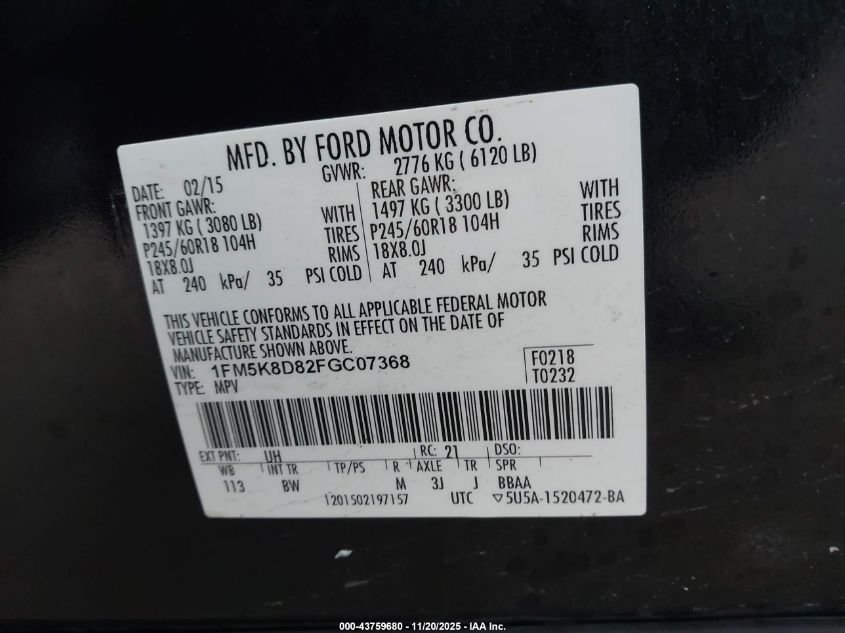 MFD. BY FORD MOTOR CO.
DATE: 02/15 GVWR: 2776 KG ( 6120 LB)
FRONT GAWR: REAR GAWR:
1397 KG ( 3080 LB) WITH 1497 KG ( 3300 LB) WITH
P245/60R18 104H TIRES P245/60R18 104H TIRES
18X8.0J RIMS 18X8.0J RIMS
AT 240 kPa/ 35 PSI COLD AT 240 kPa/ 35 PSI COLD
THIS VEHICLE CONFORMS TO ALL APPLICABLE FEDERAL MOTOR
VEHICLE SAFETY STANDARDS IN EFFECT ON THE DATE OF
MANUFACTURE SHOWN ABOVE.
VIN: 1FM5K8D82FGC07368 F0218
TYPE: MPV T0232
EXT PNT: UH RC: 21 DSO:
WB INT TR TP/PS R AXLE TR SPR
113 BW M 3J J BBAA
1201502197157 UTC ▽5U5A-1520472-BA
000-43759680 - 11/20/2025 - IAA Inc.